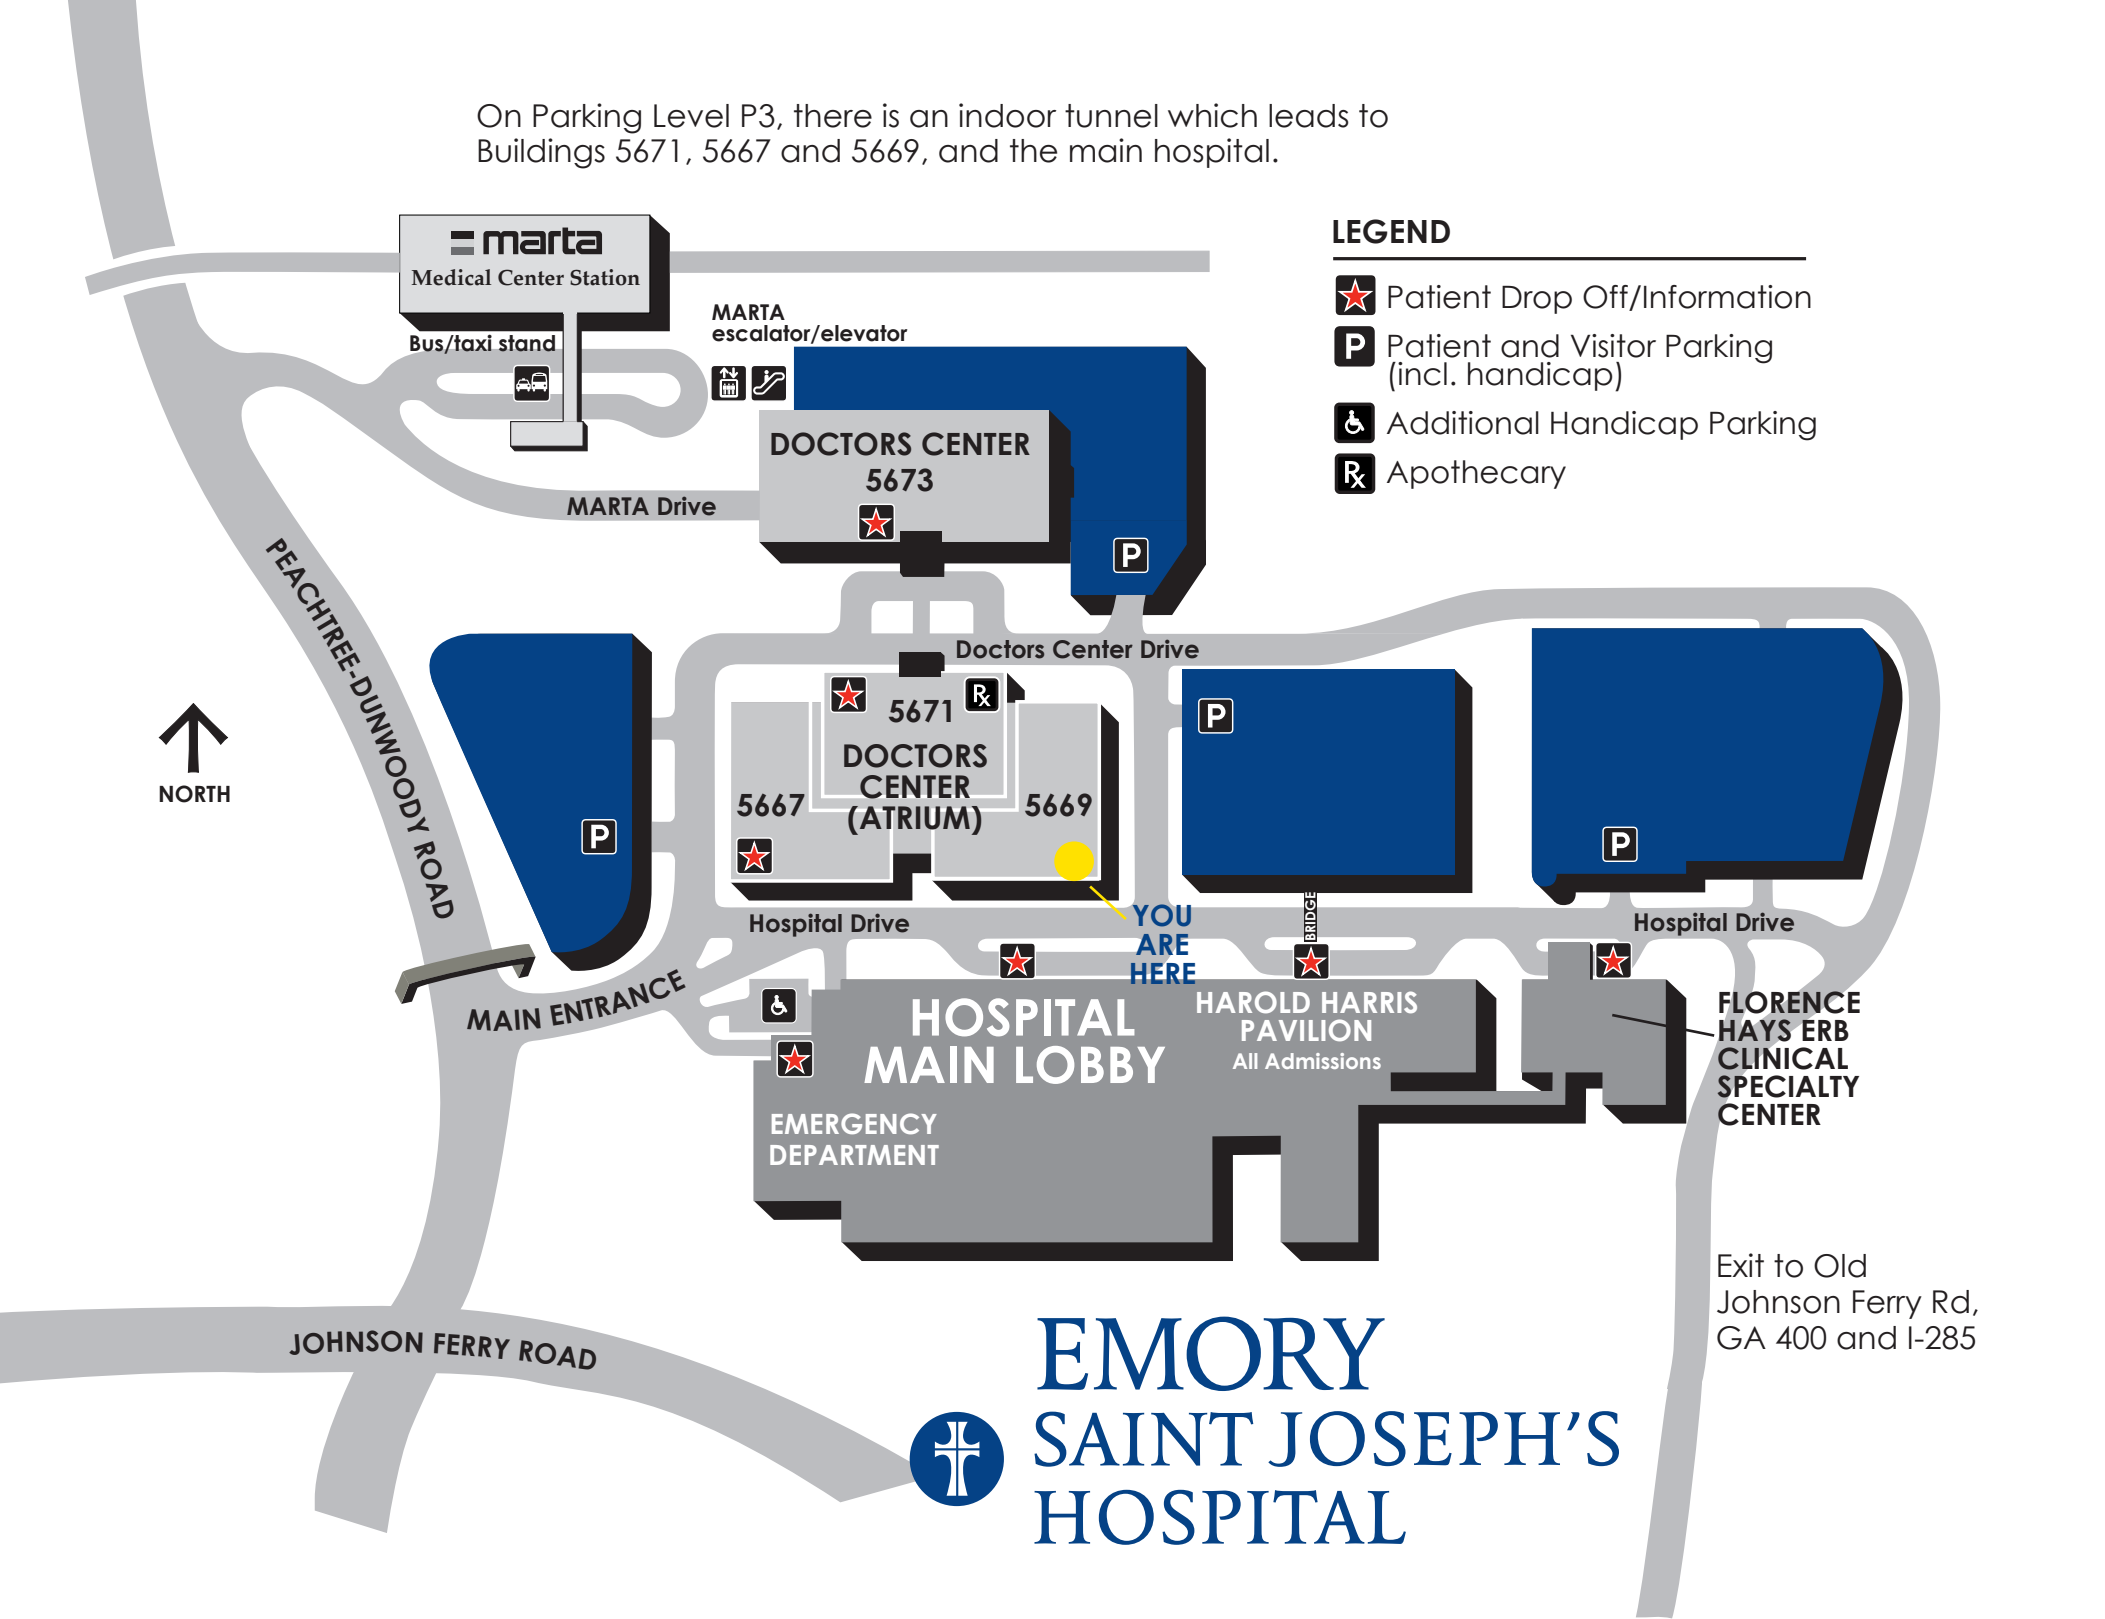 On Parking Level P3, there is an indoor tunnel which leads to
Buildings 5671, 5667 and 5669, and the main hospital.
marta
Medical Center Station
Bus/taxi stand
MARTA
escalator/elevator
LEGEND
Patient Drop Off/Information
P
Patient and Visitor Parking
(incl. handicap)
Additional Handicap Parking
Rx
Apothecary
DOCTORS CENTER
5673
MARTA Drive
P
PEACHTREE-DUNWOODY ROAD
Doctors Center Drive
Rx
5671
DOCTORS
CENTER
(ATRIUM)
5667
5669
P
P
P
NORTH
Hospital Drive
YOU
ARE
HERE
BRIDGE
Hospital Drive
MAIN ENTRANCE
HOSPITAL
MAIN LOBBY
HAROLD HARRIS
PAVILION
All Admissions
FLORENCE
HAYS ERB
CLINICAL
SPECIALTY
CENTER
EMERGENCY
DEPARTMENT
Exit to Old
Johnson Ferry Rd,
GA 400 and I-285
JOHNSON FERRY ROAD
EMORY
SAINT JOSEPH'S
HOSPITAL